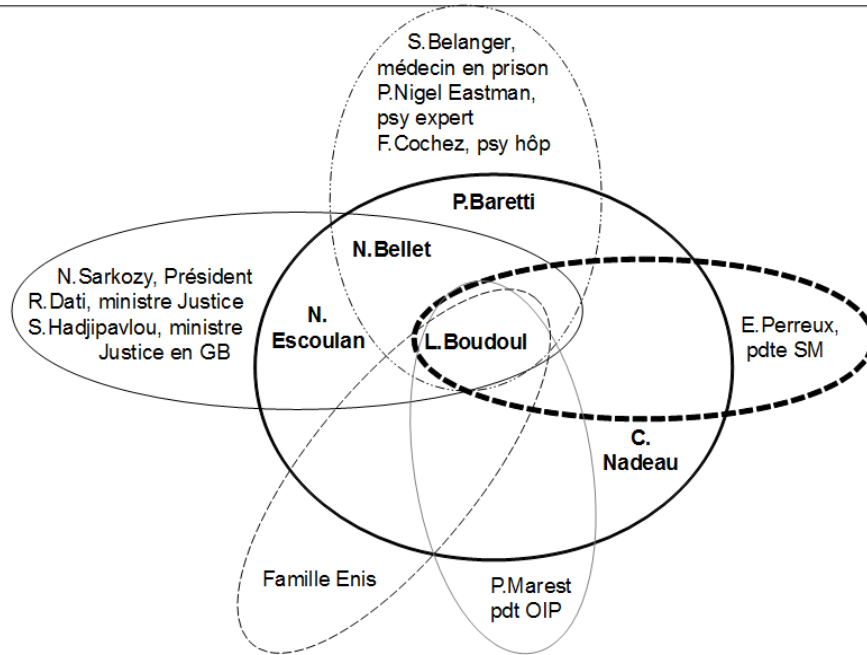 S.Belanger,
médecin en prison
P.Nigel Eastman,
psy expert
F.Cochez, psy hôp
P.Baretti
N.Bellet
N.Sarkozy, Président
R.Dati, ministre Justice
S.Hadjipavlou, ministre
Justice en GB
N.
Escoulan
L.Boudoul
E.Perreux,
pdte SM
C.
Nadeau
Famille Enis
P.Marest
pdt OIP